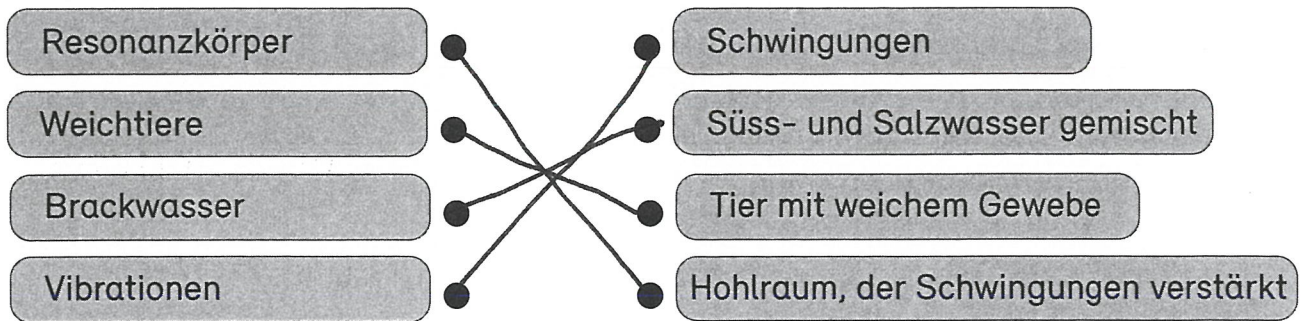 Resonanzkörper
Schwingungen
Weichtiere
Süss- und Salzwasser gemischt
Brackwasser
Tier mit weichem Gewebe
Vibrationen
Hohlraum, der Schwingungen verstärkt